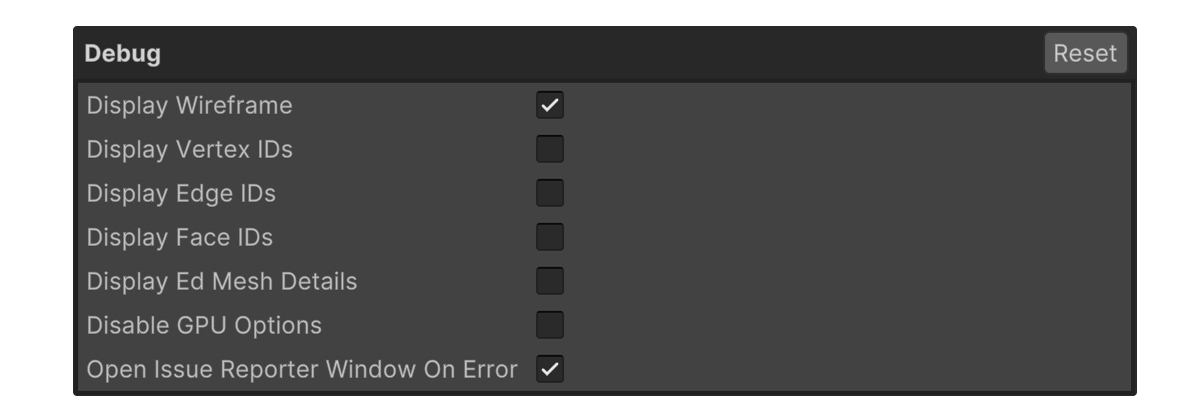 Debug
Reset
Display Wireframe
Display Vertex IDs
Display Edge IDs
Display Face IDs
Display Ed Mesh Details
Disable GPU Options
Open Issue Reporter Window On Error